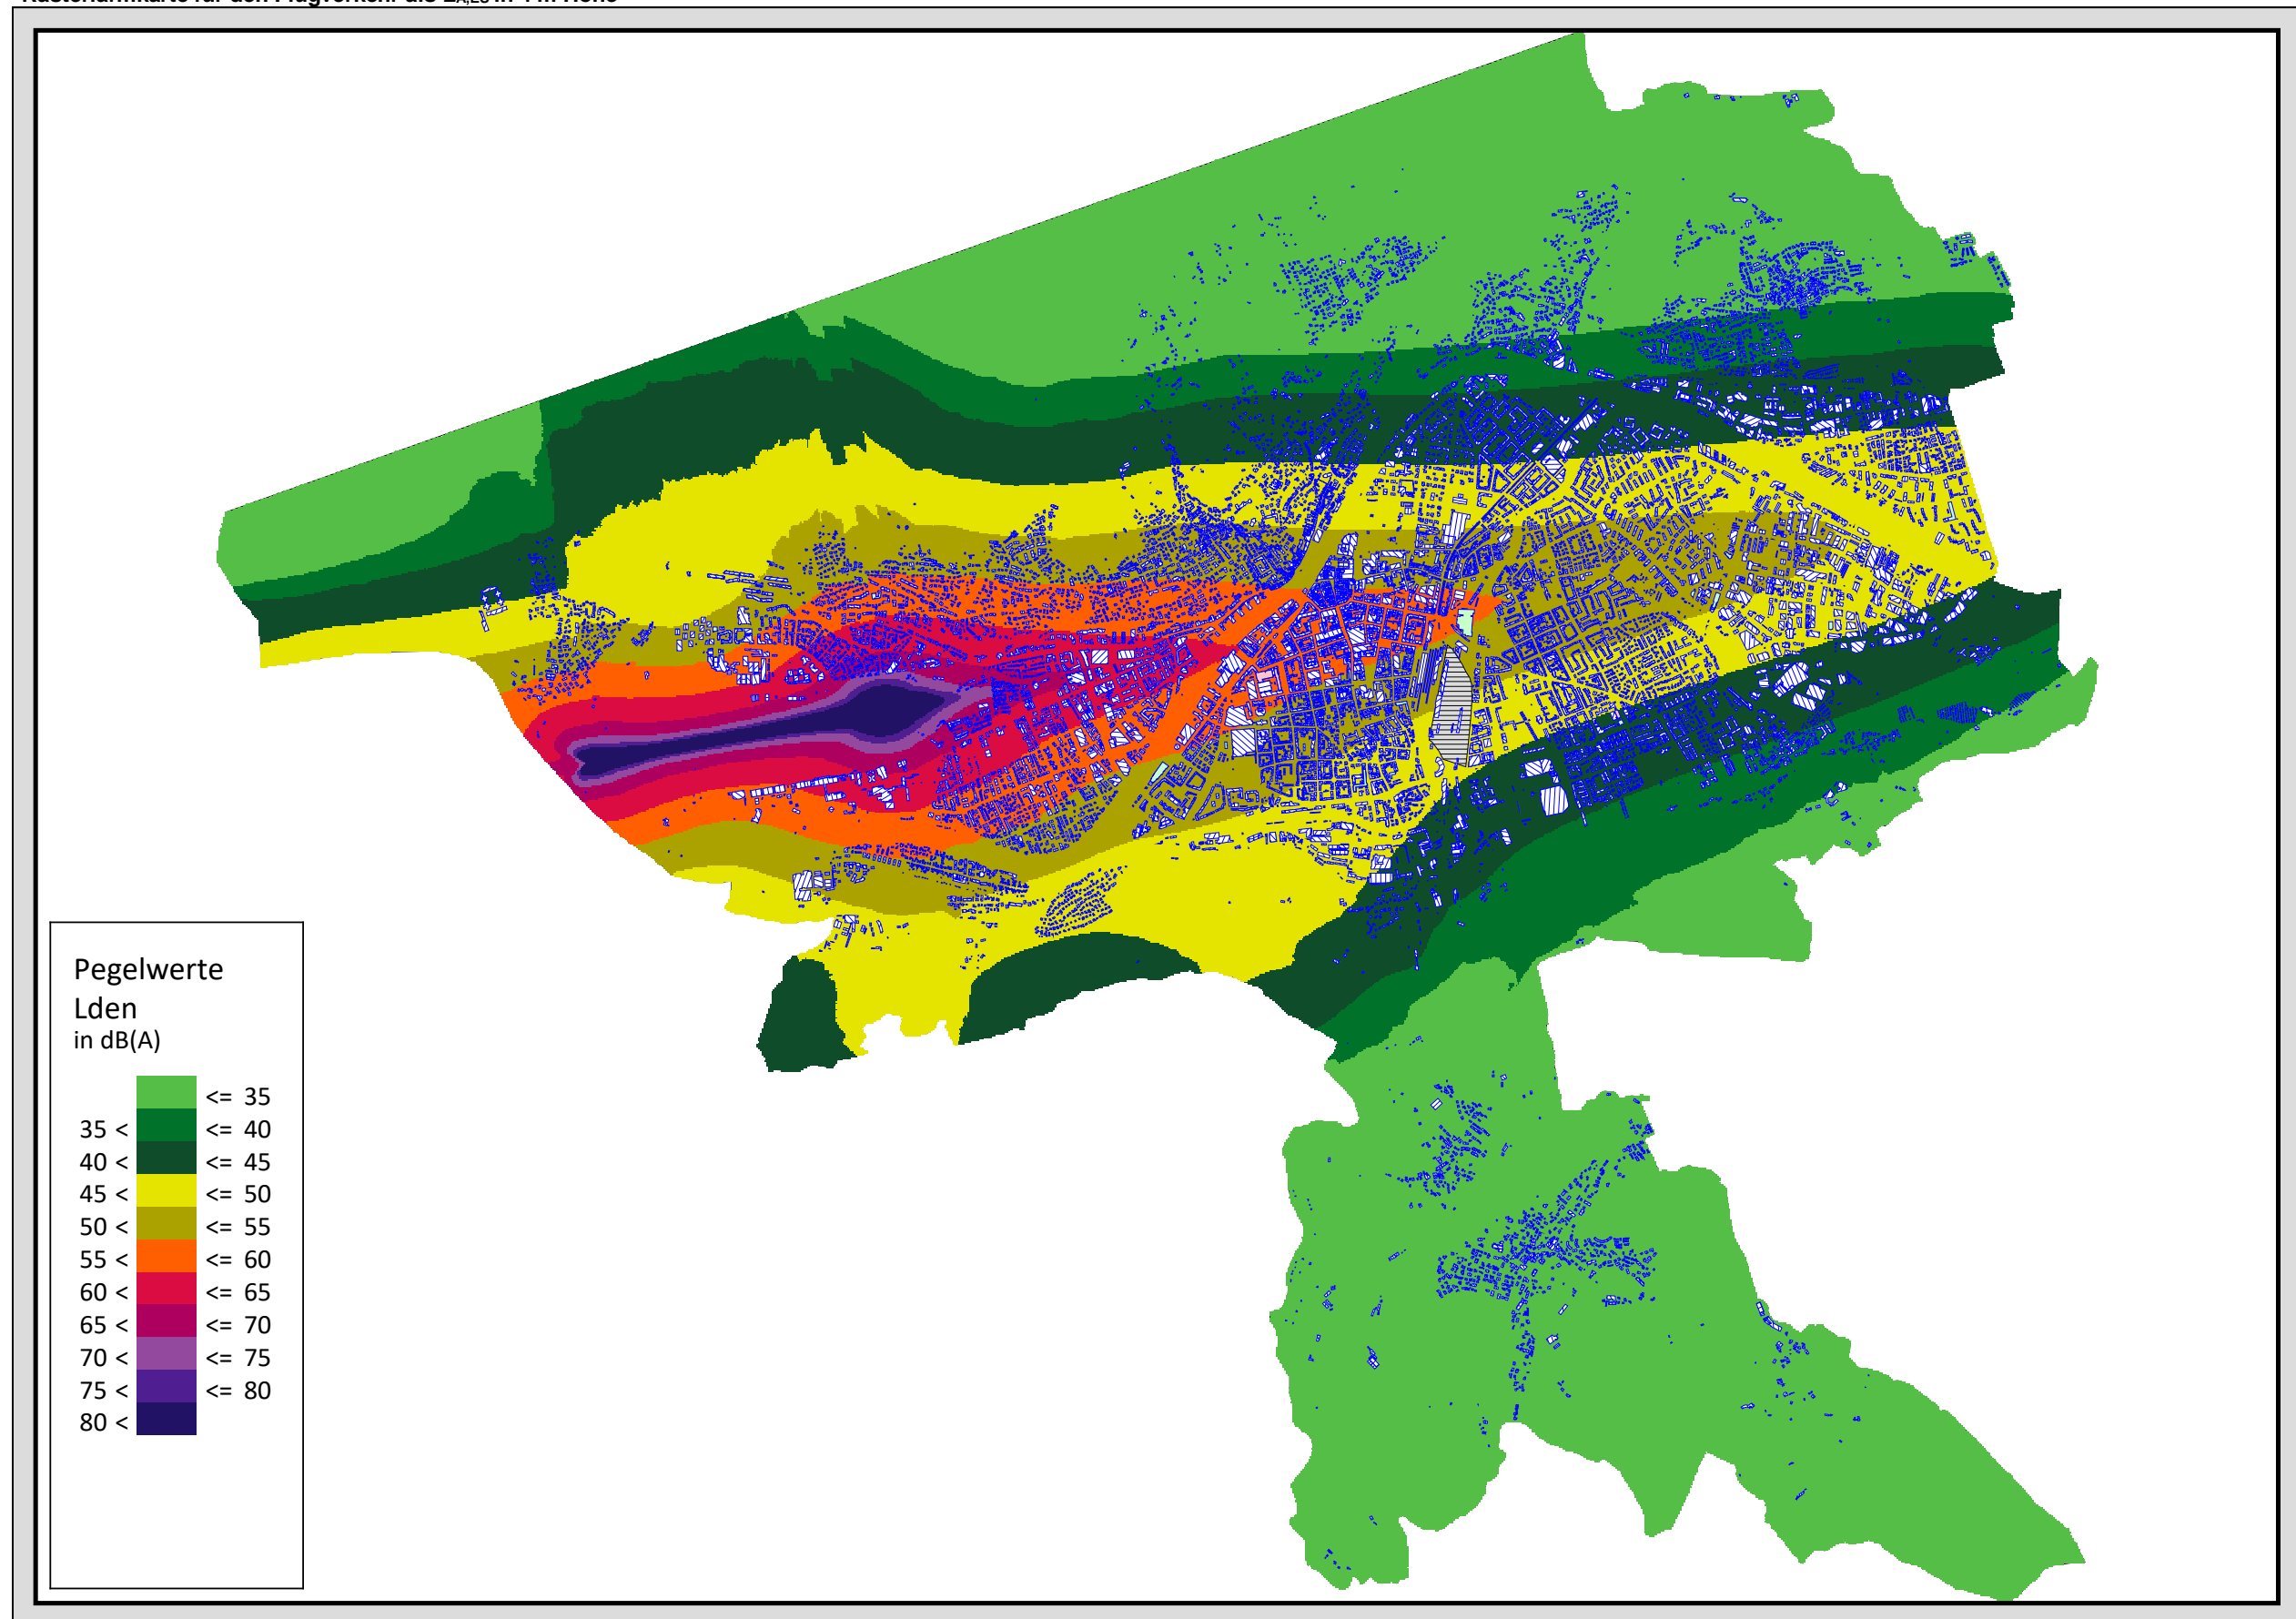 Pegelwerte
Lden
in dB(A)
<= 35
35 < <= 40
40 < <= 45
45 < <= 50
50 < <= 55
55 < <= 60
60 < <= 65
65 < <= 70
70 < <= 75
75 < <= 80
80 <